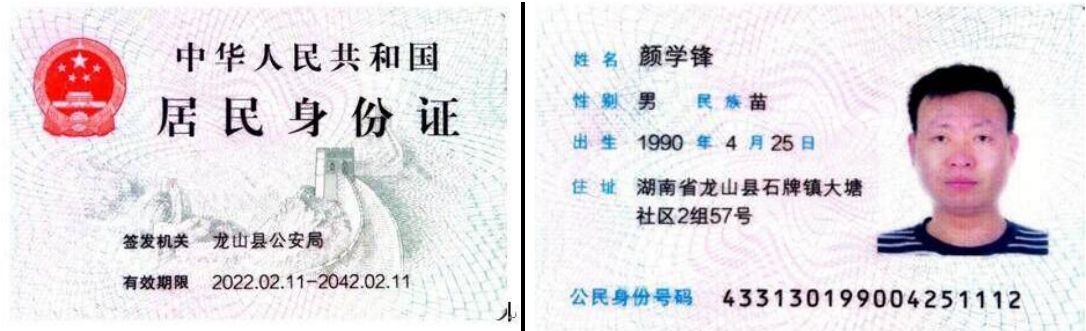 中华人民共和国
居民身份证
签发机关 龙山县公安局
有效期限 2022.02.11-2042.02.11
姓名 颜学锋
性别 男 民族 苗
出生 1990 年 4 月 25 日
住址 湖南省龙山县石牌镇大塘
社区2组57号
公民身份号码 433130199004251112